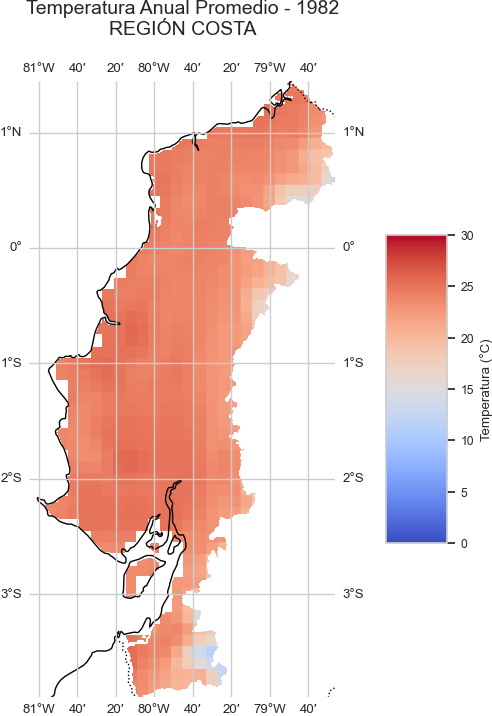 Temperatura Anual Promedio - 1982
REGIÓN COSTA
81°W 40′ 20′ 80°W 40′ 20′ 79°W 40′
1°N 1°N
0° 0°
1°S 1°S
2°S 2°S
3°S 3°S
81°W 40′ 20′ 80°W 40′ 20′ 79°W 40′
30
25
20
15
10
5
0
Temperatura (°C)